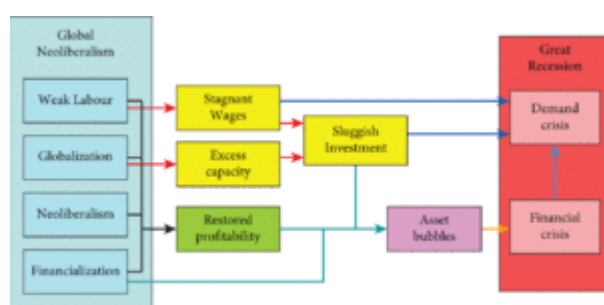 Global
Neoliberalism
Weak Labour
Globalization
Neoliberalism
Financialization
Stagnant
Wages
Excess
capacity
Restored
profitability
Sluggish
Investment
Asset
bubbles
Great
Recession
Demand
crisis
Financial
crisis